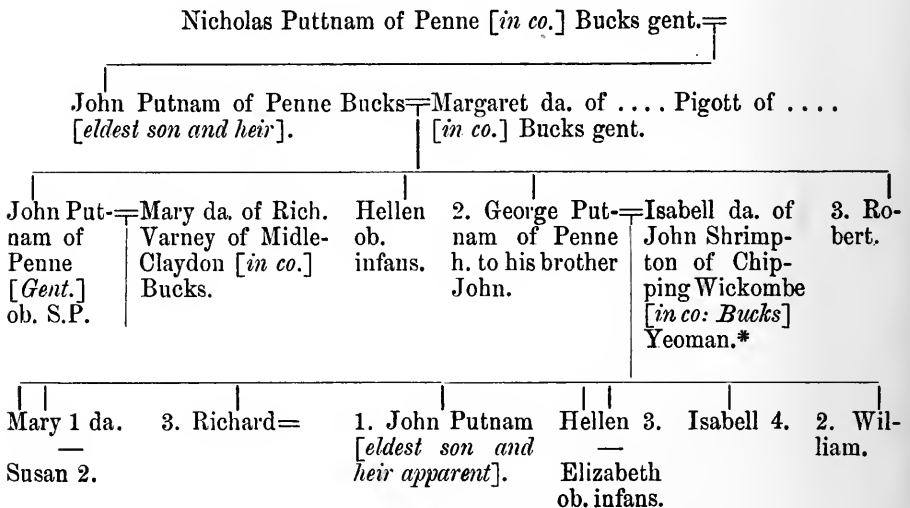 Nicholas Puttnam of Penne [in co.] Bucks gent.=
John Putnam of Penne Bucks=Margaret da. of .... Pigott of ....
[eldest son and heir].
[in co.] Bucks gent.
John Put-=
nam of
Penne
[Gent.]
ob. S.P.
Mary da. of Rich.
Varney of Midle-
Claydon [in co.]
Bucks.
Hellen
ob.
infans.
2. George Put-=
nam of Penne
h. to his brother
John.
Isabell da. of
John Shrimp-
ton of Chip-
ping Wickombe
[in co: Bucks]
Yeoman.*
3. Ro-
bert.
Mary 1 da.
—
Susan 2.
3. Richard=
1. John Putnam
[eldest son and
heir apparent].
Hellen 3.
—
Elizabeth
ob. infans.
Isabell 4.
2. Wil-
liam.